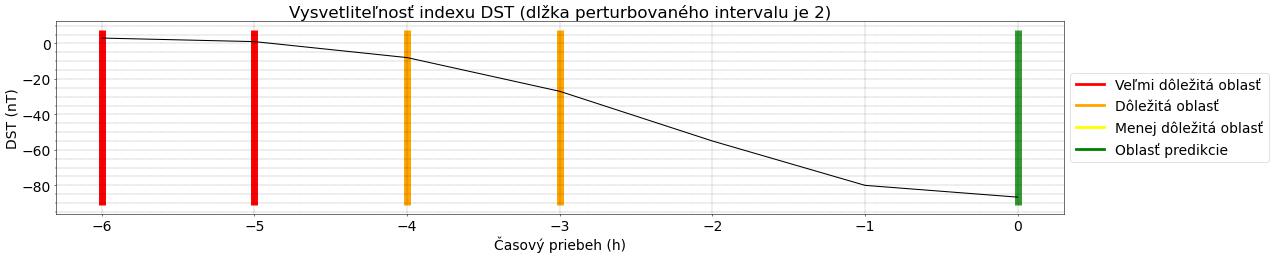 Vysvetliteľnosť indexu DST (dlžka perturbovaného intervalu je 2)
0
−20
−40
−60
−80
DST (nT)
−6 −5 −4 −3 −2 −1 0
Časový priebeh (h)
Veľmi dôležitá oblasť
Dôležitá oblasť
Menej dôležitá oblasť
Oblasť predikcie